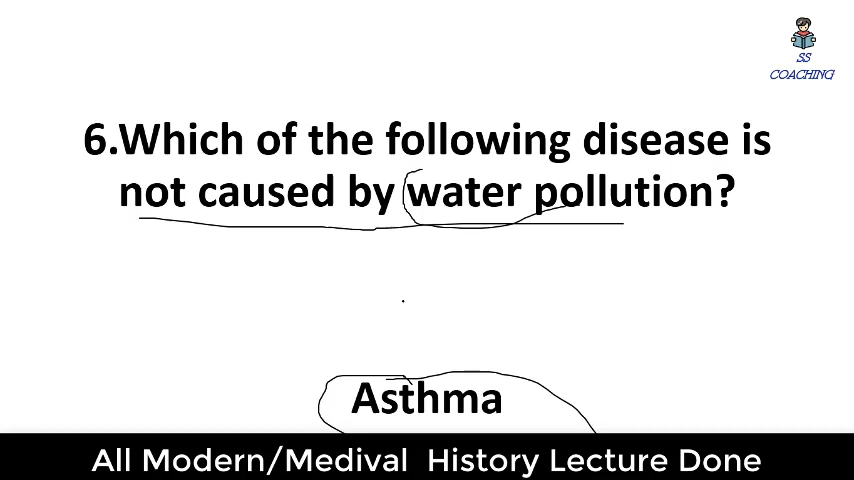 SS
COACHING
6.Which of the following disease is
not caused by water pollution?
Asthma
All Modern/Medival History Lecture Done